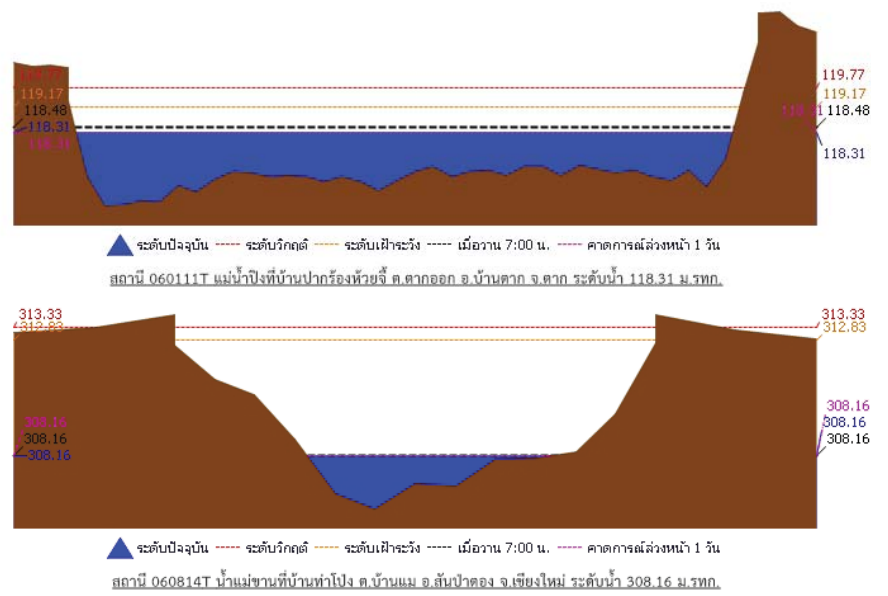 119.77 119.77
119.17 119.17
118.48 118.31 118.48
118.31
118.31 118.31
ระดับปัจจุบัน ระดับวิกฤติ ระดับเฝ้าระวัง เมื่อวาน 7:00 น. คาดการณ์ล่วงหน้า 1 วัน
สถานี 060111T แม่น้ำปิงที่บ้านปากร้องห้วยจี้ ต.ตากออก อ.บ้านตาก จ.ตาก ระดับน้ำ 118.31 ม.รทก.
313.33 313.33
312.83 312.83
308.16 308.16
308.16 308.16
308.16 308.16
ระดับปัจจุบัน ระดับวิกฤติ ระดับเฝ้าระวัง เมื่อวาน 7:00 น. คาดการณ์ล่วงหน้า 1 วัน
สถานี 060814T น้ำแม่ขานที่บ้านท่าโป่ง ต.บ้านแม อ.สันป่าตอง จ.เชียงใหม่ ระดับน้ำ 308.16 ม.รทก.